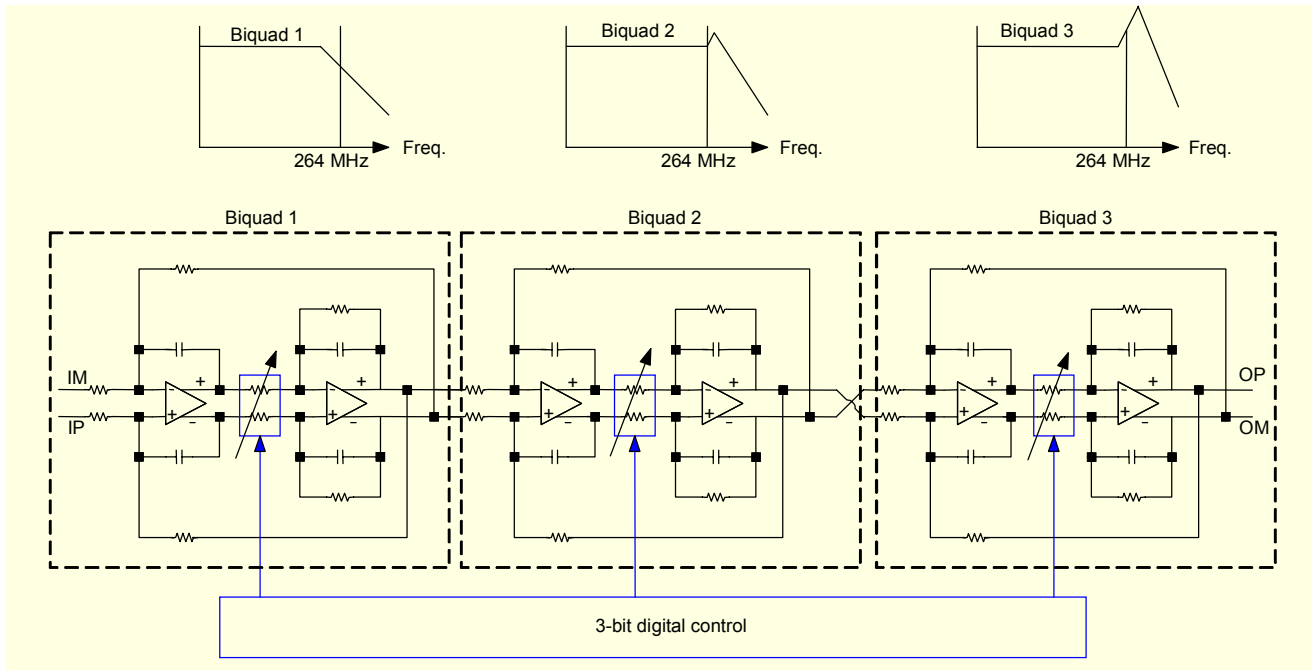 Biquad 1
Freq.
264 MHz
Biquad 2
Freq.
264 MHz
Biquad 3
Freq.
264 MHz
Biquad 1
Biquad 2
Biquad 3
IM
IP
- +
+ -
- +
+ -
- +
+ -
- +
+ -
- +
+ -
- +
+ -
OP
OM
3-bit digital control